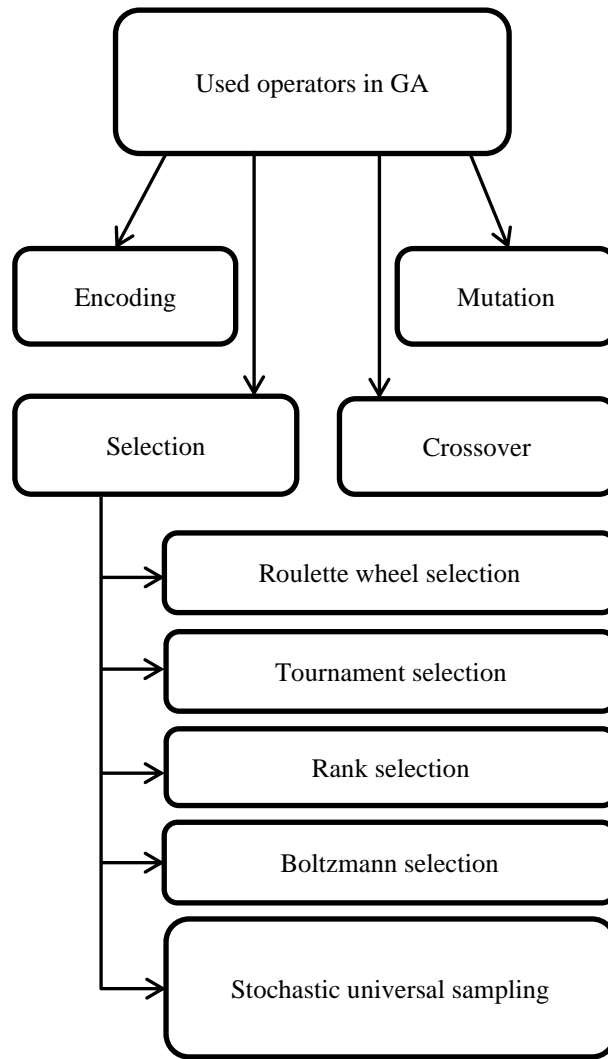 Used operators in GA
Encoding
Mutation
Selection
Crossover
Roulette wheel selection
Tournament selection
Rank selection
Boltzmann selection
Stochastic universal sampling